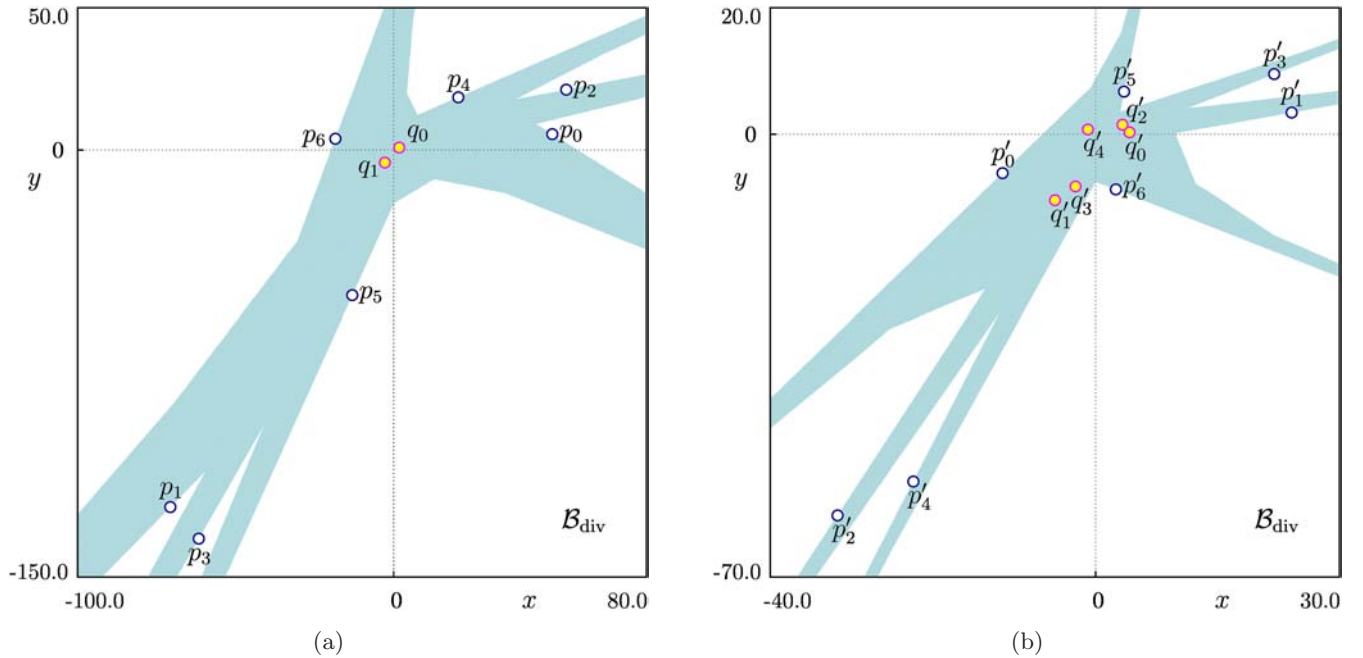 50.0
p₄
p₂
p₆
q₀
p₀
0
q₁
y
p₅
p₁
p₃
𝓑div
-150.0
-100.0
0
x
80.0
(a)
20.0
p′₃
p′₅
p′₁
q′₂
0
q′₄
q′₀
p′₀
y
p′₆
q′₃
q′₁
p′₄
p′₂
𝓑div
-70.0
-40.0
0
x
30.0
(b)